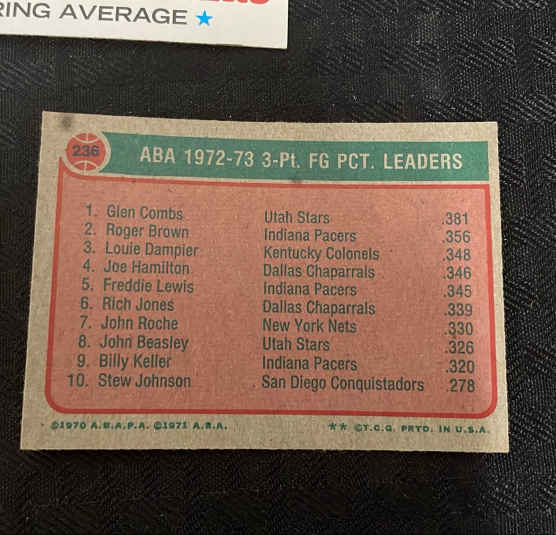 RING AVERAGE ★
236
ABA 1972-73 3-Pt. FG PCT. LEADERS
1. Glen Combs Utah Stars .381
2. Roger Brown Indiana Pacers .356
3. Louie Dampier Kentucky Colonels .348
4. Joe Hamilton Dallas Chaparrals .346
5. Freddie Lewis Indiana Pacers .345
6. Rich Jones Dallas Chaparrals .339
7. John Roche New York Nets .330
8. John Beasley Utah Stars .326
9. Billy Keller Indiana Pacers .320
10. Stew Johnson San Diego Conquistadors .278
©1970 A.B.A.P.A. ©1971 A.B.A. ★★ ©T.C.G. PRTD. IN U.S.A.